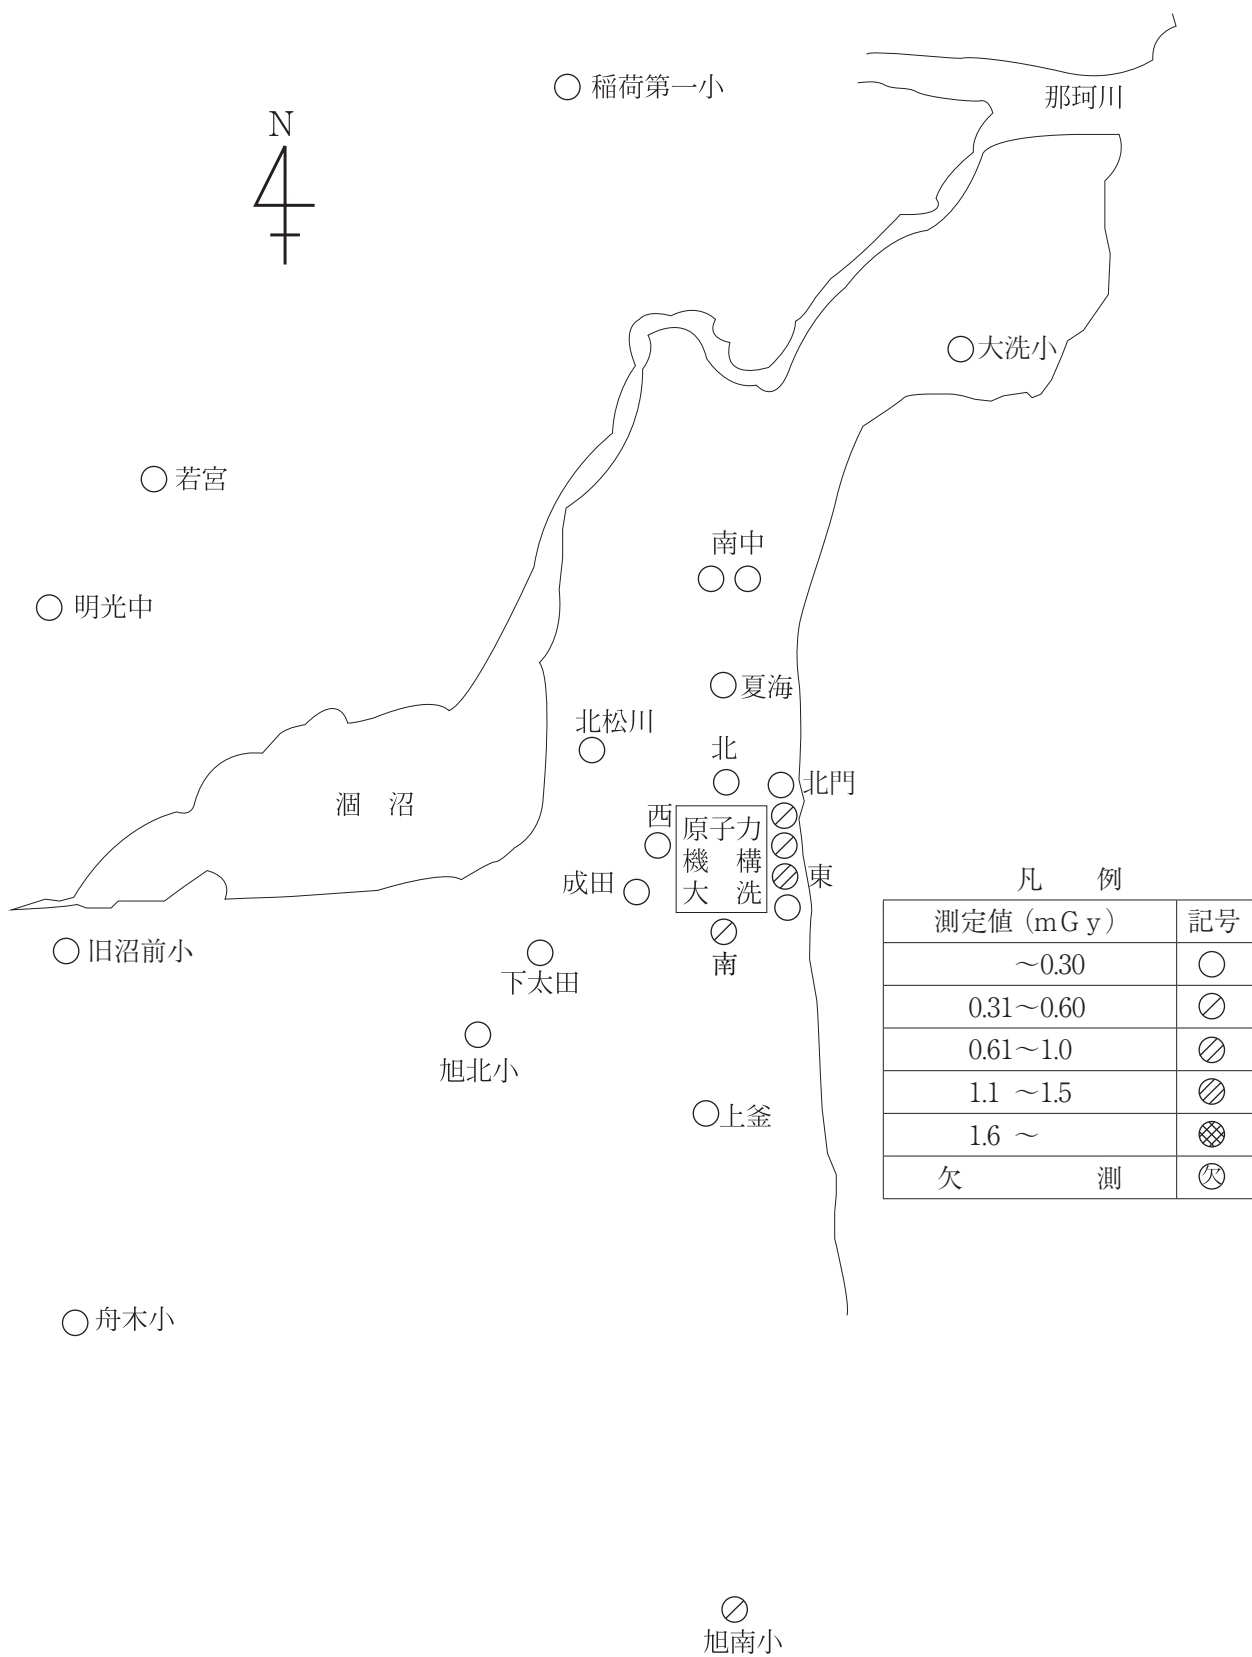 那珂川
稲荷第一小
N
大洗小
若宮
南中
明光中
夏海
北松川
北
北門
涸 沼
西
原子力
機 構
大 洗
成田
東
南
旧沼前小
下太田
旭北小
上釜
舟木小
旭南小
凡 例
測定値(mGy) 記号
~0.30
0.31~0.60
0.61~1.0
1.1 ~1.5
1.6 ~
欠 測 欠